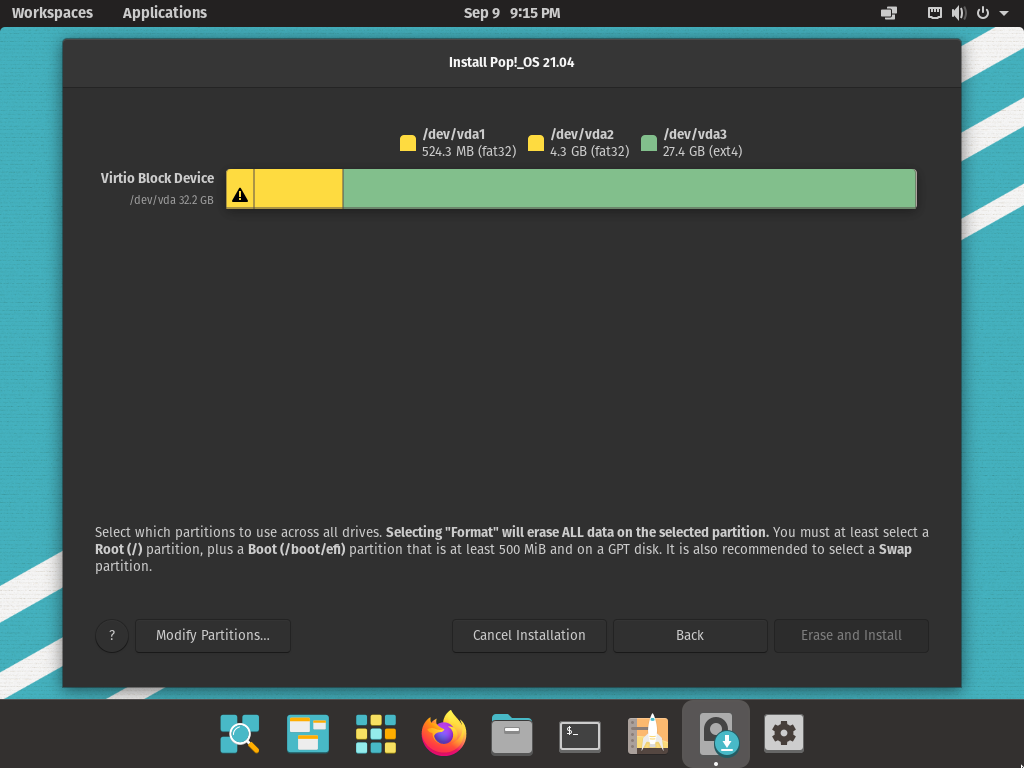 Workspaces Applications Sep 9 9:15 PM
Install Pop!_OS 21.04
/dev/vda1 /dev/vda2 /dev/vda3
524.3 MB (fat32) 4.3 GB (fat32) 27.4 GB (ext4)
Virtio Block Device
/dev/vda 32.2 GB
Select which partitions to use across all drives. Selecting "Format" will erase ALL data on the selected partition. You must at least select a
Root (/) partition, plus a Boot (/boot/efi) partition that is at least 500 MiB and on a GPT disk. It is also recommended to select a Swap
partition.
? Modify Partitions... Cancel Installation Back Erase and Install
$_